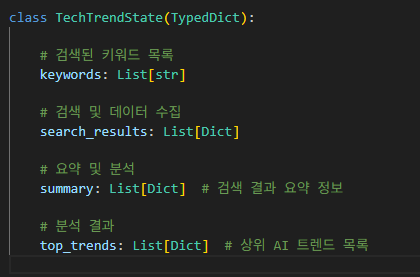 class TechTrendState(TypedDict):
# 검색된 키워드 목록
keywords: List[str]
# 검색 및 데이터 수집
search_results: List[Dict]
# 요약 및 분석
summary: List[Dict]  # 검색 결과 요약 정보
# 분석 결과
top_trends: List[Dict]  # 상위 AI 트렌드 목록